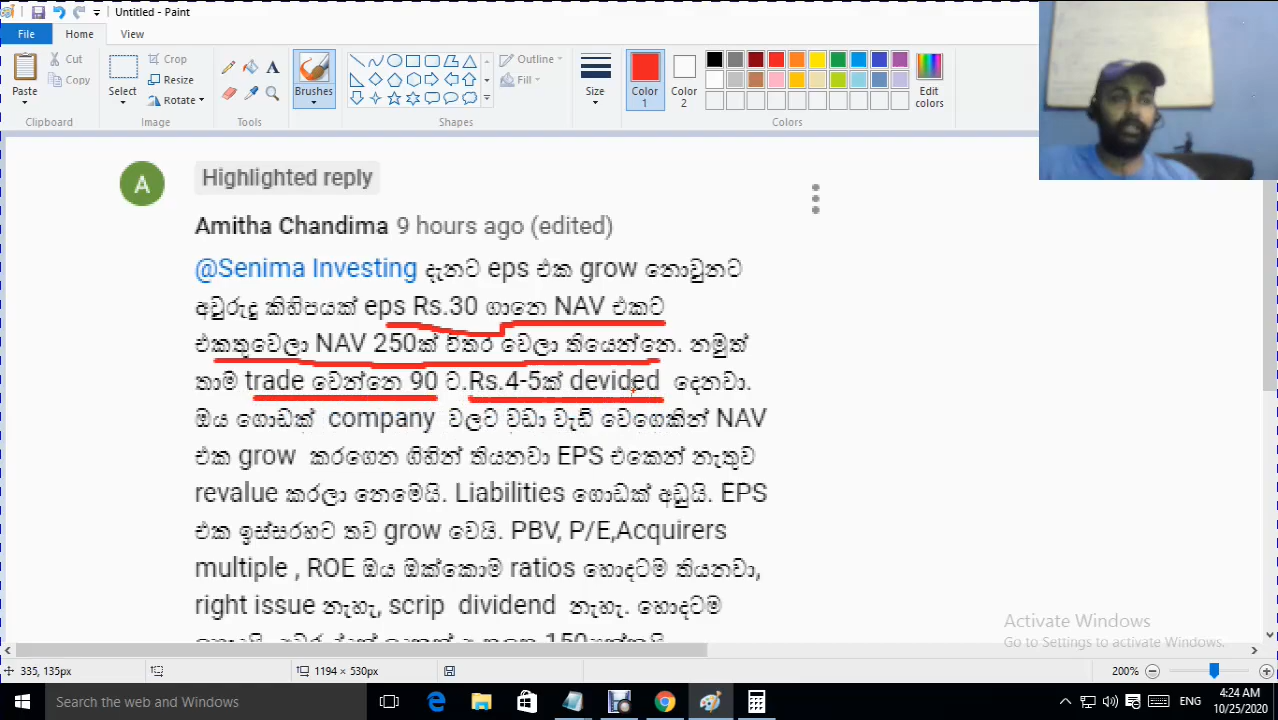 Untitled - Paint
File
Home
View
Paste
Cut
Copy
Clipboard
Select
Crop
Resize
Rotate
Image
Tools
Brushes
Outline
Fill
Shapes
Size
Color
1
Color
2
Edit
colors
Colors
A
Highlighted reply
Amitha Chandima 9 hours ago (edited)
@Senima Investing දැනට eps එක grow නොවුනට
අවුරුදු කිහිපයක් eps Rs.30 ගානෙ NAV එකට
එකතුවෙලා NAV 250ක් විතර වෙලා තියෙන්නෙ. නමුත්
තාම trade වෙන්නෙ 90 ට.Rs.4-5ක් devided දෙනවා.
ඔය ගොඩක් company වලට වඩා වැඩි වෙගෙකින් NAV
එක grow කරගෙන ගිහින් තියනවා EPS එකෙන් නැතුව
revalue කරලා නෙමෙයි. Liabilities ගොඩක් අඩුයි. EPS
එක ඉස්සරහට තව grow වෙයි. PBV, P/E,Acquirers
multiple , ROE ඔය ඔක්කොම ratios හොඳටම තියනවා,
right issue නැහැ, scrip dividend නැහැ. හොඳටම
Activate Windows
Go to Settings to activate Windows.
335, 135px
1194 × 530px
200%
Search the web and Windows
ENG
4:24 AM
10/25/2020